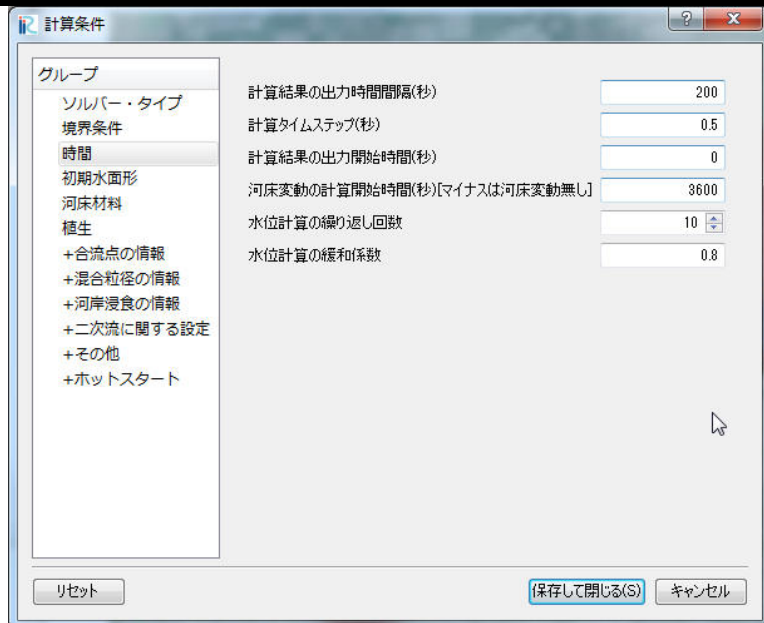 iRC 計算条件
グループ
ソルバー・タイプ
境界条件
時間
初期水面形
河床材料
植生
+合流点の情報
+混合粒径の情報
+河岸浸食の情報
+二次流に関する設定
+その他
+ホットスタート
計算結果の出力時間間隔(秒) 200
計算タイムステップ(秒) 0.5
計算結果の出力開始時間(秒) 0
河床変動の計算開始時間(秒)[マイナスは河床変動無し] 3600
水位計算の繰り返し回数 10
水位計算の緩和係数 0.8
リセット 保存して閉じる(S) キャンセル